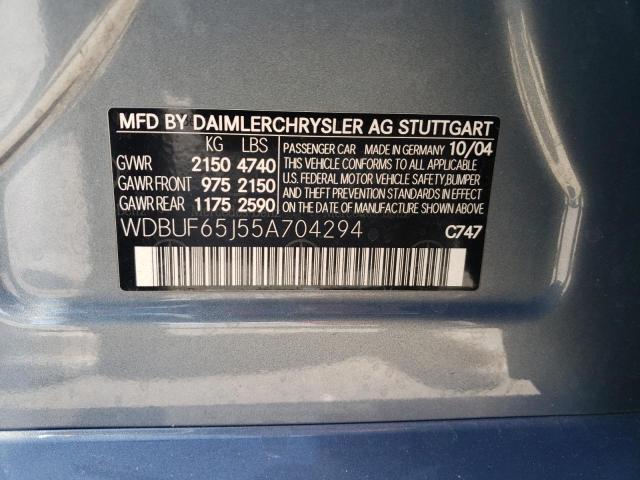 MFD BY DAIMLERCHRYSLER AG STUTTGART
KG LBS
GVWR 2150 4740
GAWR FRONT 975 2150
GAWR REAR 1175 2590
PASSENGER CAR MADE IN GERMANY 10/04
THIS VEHICLE CONFORMS TO ALL APPLICABLE
U.S. FEDERAL MOTOR VEHICLE SAFETY,BUMPER
AND THEFT PREVENTION STANDARDS IN EFFECT
ON THE DATE OF MANUFACTURE SHOWN ABOVE.
WDBUF65J55A704294 C747